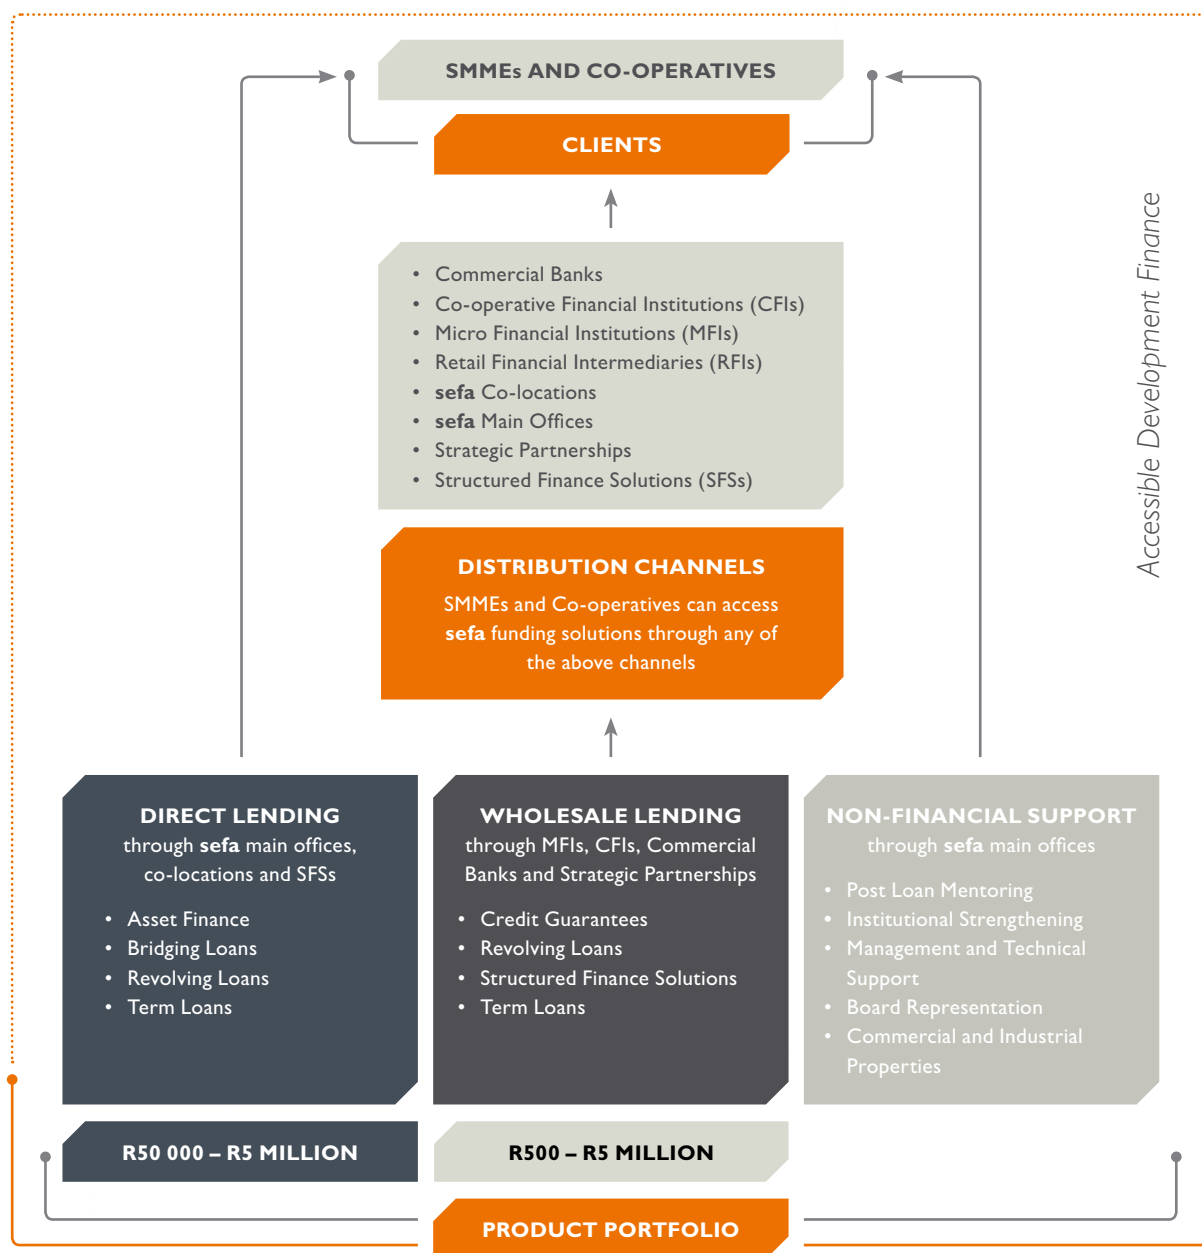 SMMEs AND CO-OPERATIVES
CLIENTS
• Commercial Banks
• Co-operative Financial Institutions (CFIs)
• Micro Financial Institutions (MFIs)
• Retail Financial Intermediaries (RFIs)
• sefa Co-locations
• sefa Main Offices
• Strategic Partnerships
• Structured Finance Solutions (SFSs)
Accessible Development Finance
DISTRIBUTION CHANNELS
SMMEs and Co-operatives can access
sefa funding solutions through any of
the above channels
DIRECT LENDING
through sefa main offices,
co-locations and SFSs
• Asset Finance
• Bridging Loans
• Revolving Loans
• Term Loans
WHOLESALE LENDING
through MFIs, CFIs, Commercial
Banks and Strategic Partnerships
• Credit Guarantees
• Revolving Loans
• Structured Finance Solutions
• Term Loans
NON-FINANCIAL SUPPORT
through sefa main offices
• Post Loan Mentoring
• Institutional Strengthening
• Management and Technical
Support
• Board Representation
• Commercial and Industrial
Properties
R50 000 – R5 MILLION
R500 – R5 MILLION
PRODUCT PORTFOLIO